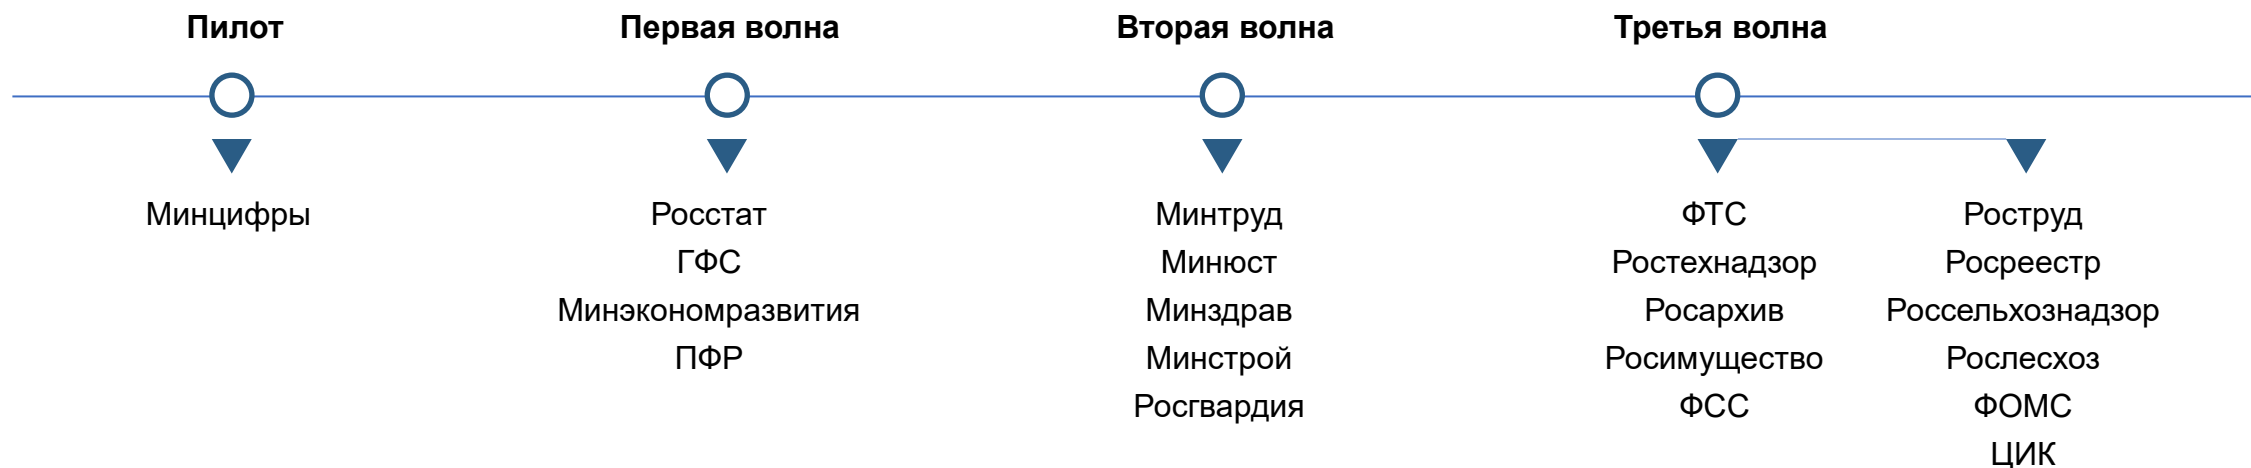 Пилот
Первая волна
Вторая волна
Третья волна
Минцифры
Росстат
ГФС
Минэкономразвития
ПФР
Минтруд
Минюст
Минздрав
Минстрой
Росгвардия
ФТС
Ростехнадзор
Росархив
Росимущество
ФСС
Роструд
Росреестр
Россельхознадзор
Рослесхоз
ФОМС
ЦИК